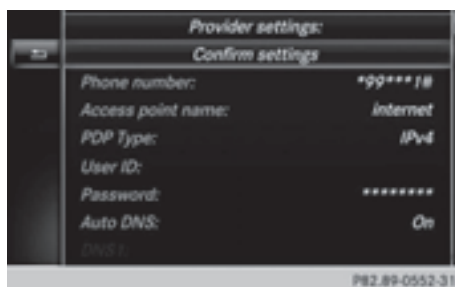 Provider settings:
Confirm settings
Phone number: *99***1#
Access point name: internet
PDP Type: IPv4
User ID:
Password: ********
Auto DNS: On
DNS1:
P82.89-0552-31